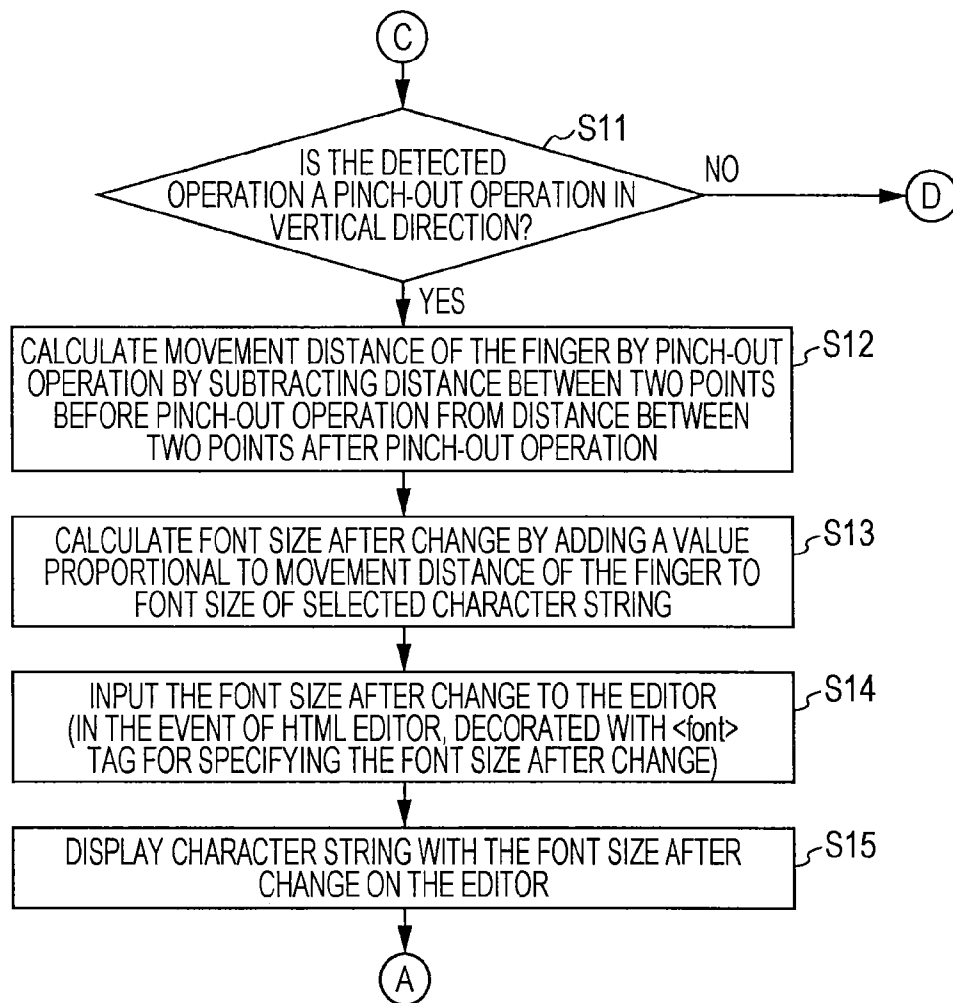 C
S11
IS THE DETECTED
OPERATION A PINCH-OUT OPERATION IN
VERTICAL DIRECTION?
NO
D
YES
S12
CALCULATE MOVEMENT DISTANCE OF THE FINGER BY PINCH-OUT
OPERATION BY SUBTRACTING DISTANCE BETWEEN TWO POINTS
BEFORE PINCH-OUT OPERATION FROM DISTANCE BETWEEN
TWO POINTS AFTER PINCH-OUT OPERATION
S13
CALCULATE FONT SIZE AFTER CHANGE BY ADDING A VALUE
PROPORTIONAL TO MOVEMENT DISTANCE OF THE FINGER TO
FONT SIZE OF SELECTED CHARACTER STRING
S14
INPUT THE FONT SIZE AFTER CHANGE TO THE EDITOR
(IN THE EVENT OF HTML EDITOR, DECORATED WITH <font>
TAG FOR SPECIFYING THE FONT SIZE AFTER CHANGE)
S15
DISPLAY CHARACTER STRING WITH THE FONT SIZE AFTER
CHANGE ON THE EDITOR
A